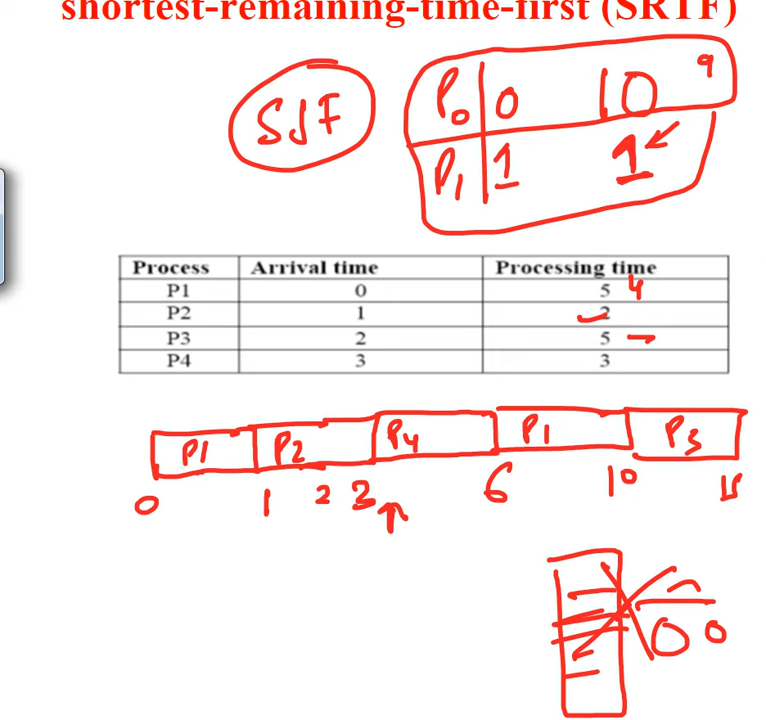 shortest-remaining-time-first (SRTF)
SJF
P0 0 10 9
P1 1 1
Process Arrival time Processing time
P1 0 5 4
P2 1 2
P3 2 5
P4 3 3
P1 P2 P4 P1 P3
0 1 2 3 6 10 15
0 0